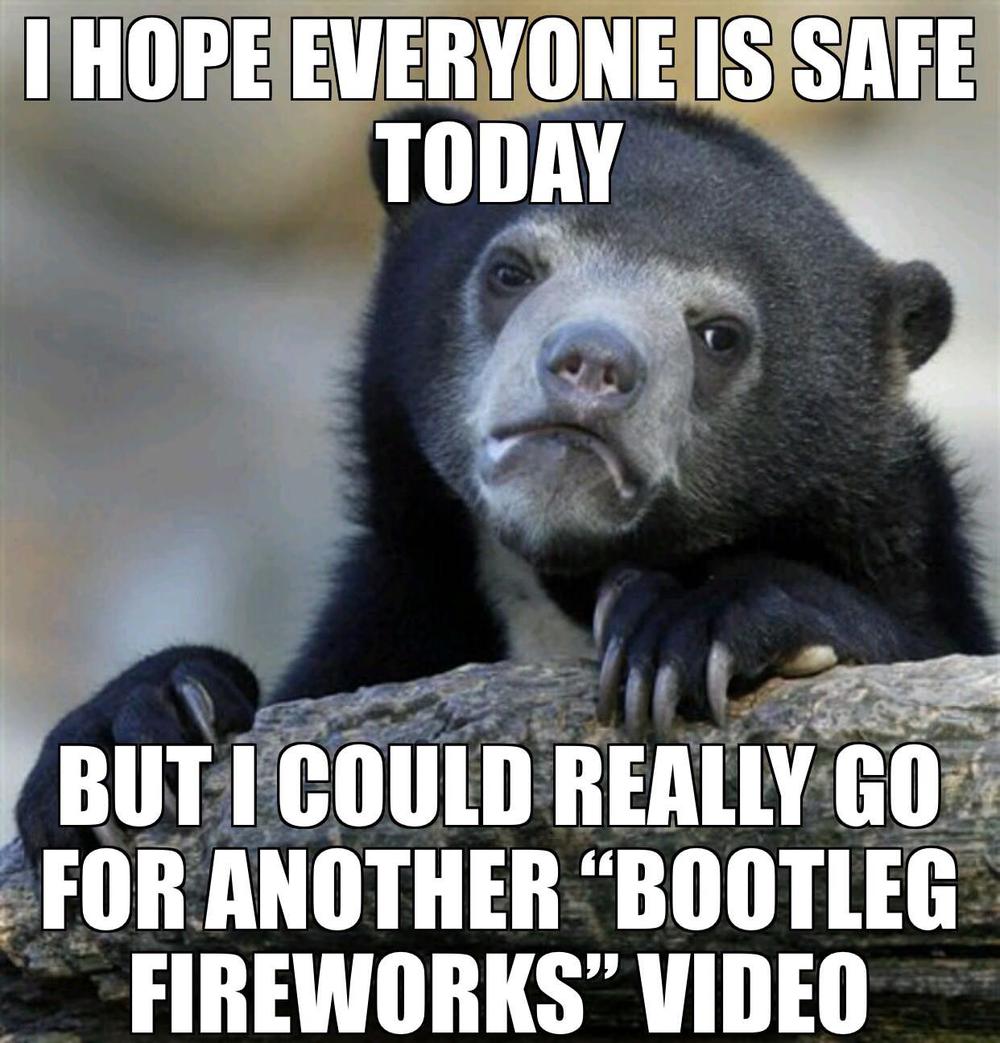 I HOPE EVERYONE IS SAFE
TODAY
BUT I COULD REALLY GO
FOR ANOTHER “BOOTLEG
FIREWORKS” VIDEO